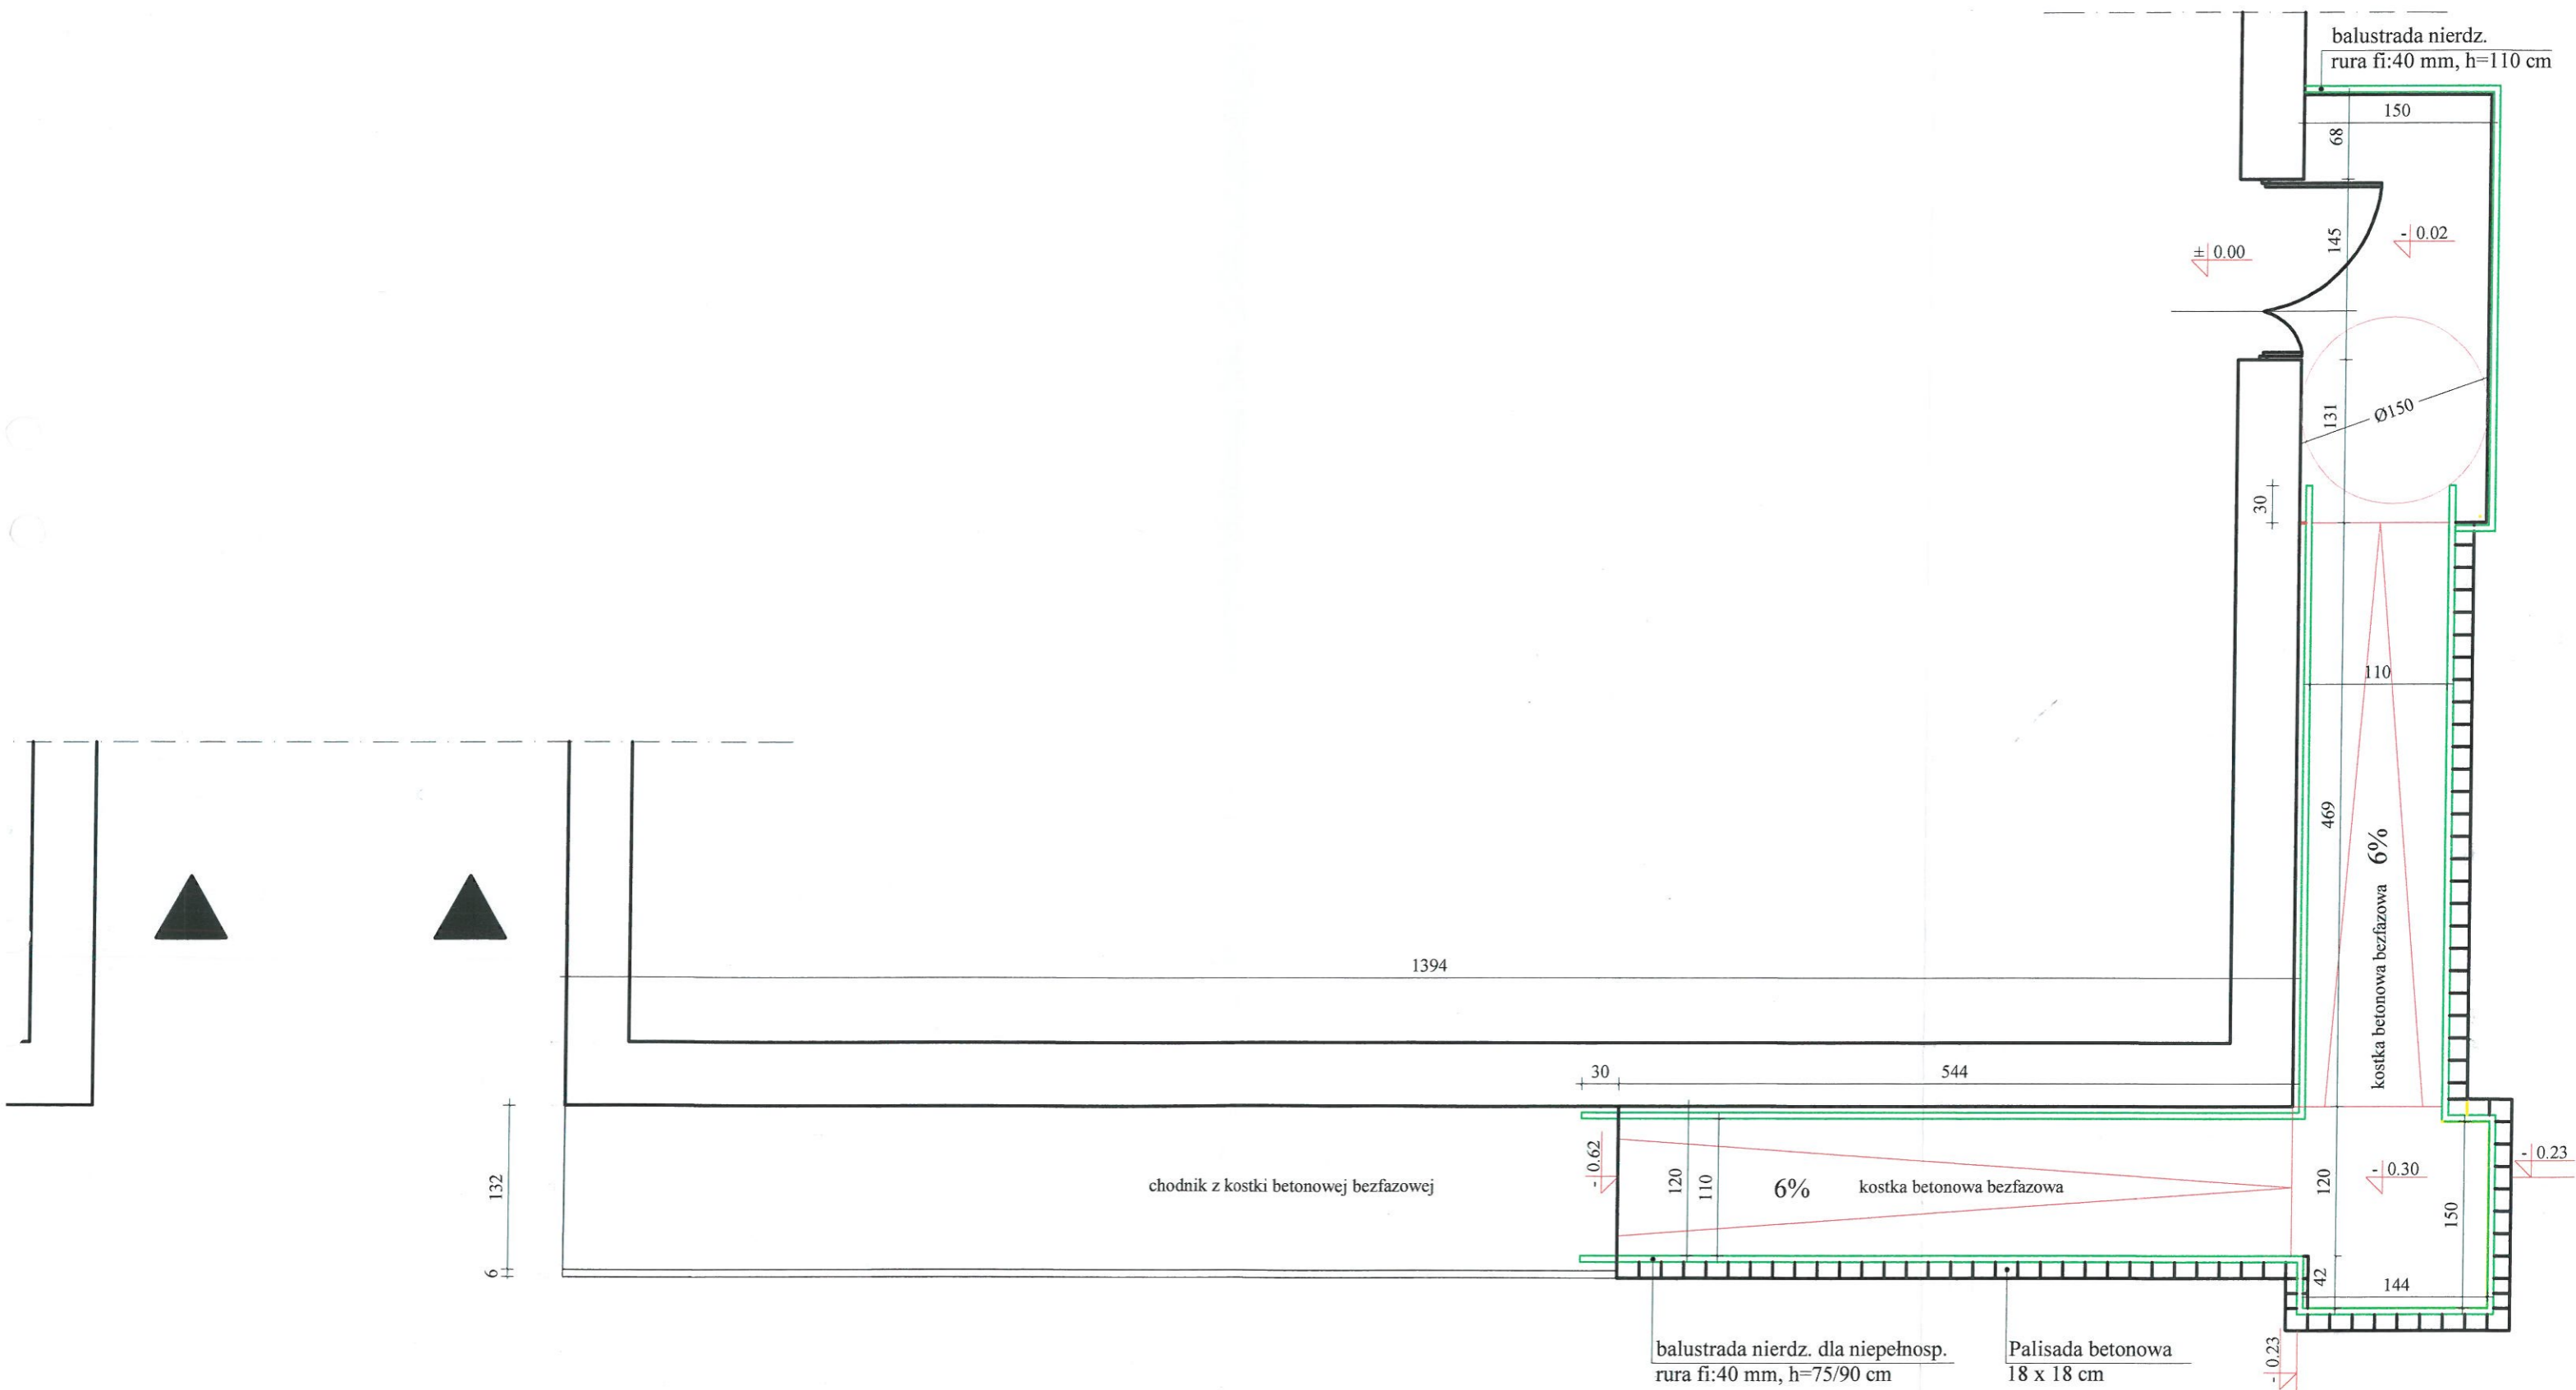 balustrada nierdz.
rura fi:40 mm, h=110 cm
150
68
145
± 0.00
- 0.02
131
Ø150
30
110
469
6%
kostka betonowa bezfazowa
1394
30
544
132
6
chodnik z kostki betonowej bezfazowej
- 0.62
120
110
6%
kostka betonowa bezfazowa
120
- 0.30
- 0.23
150
42
144
- 0.23
balustrada nierdz. dla niepełnosp.
rura fi:40 mm, h=75/90 cm
Palisada betonowa
18 x 18 cm